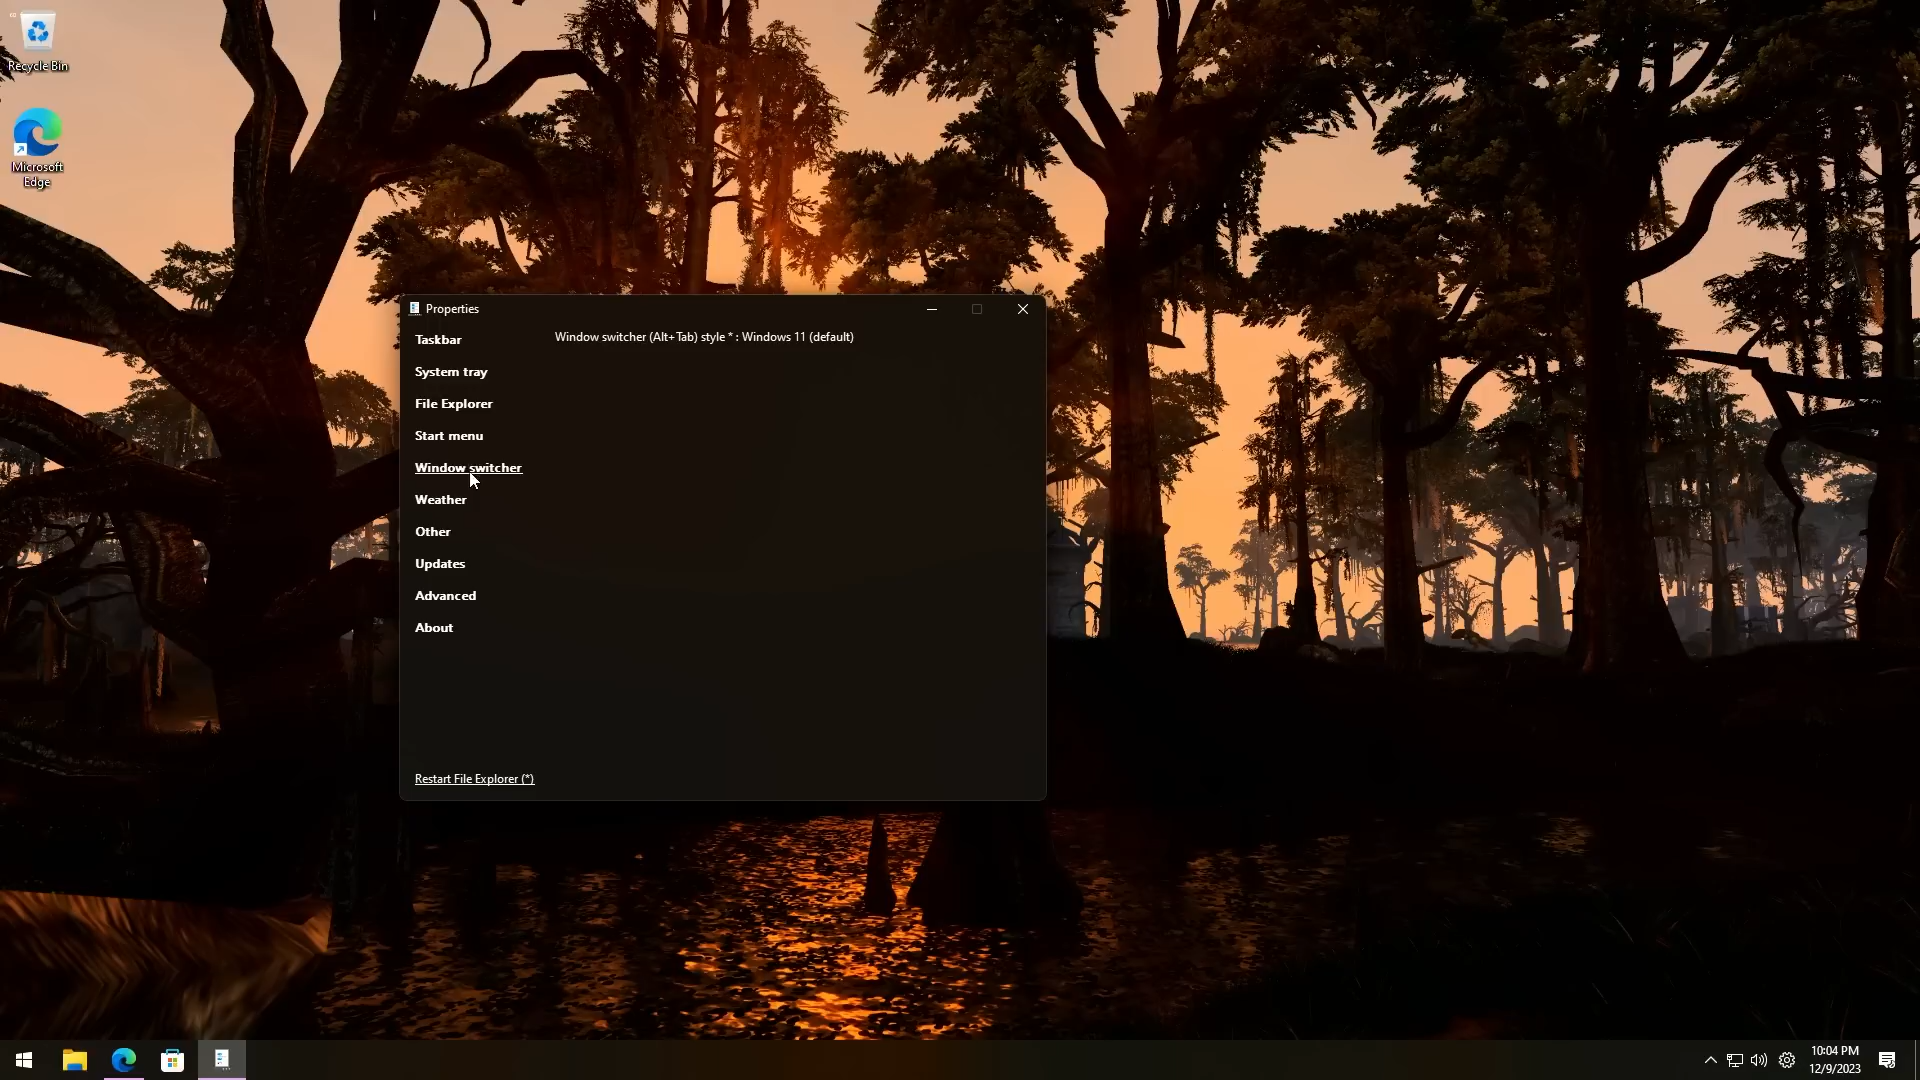 Recycle Bin
Microsoft
Edge
Properties
Taskbar
Window switcher (Alt+Tab) style * : Windows 11 (default)
System tray
File Explorer
Start menu
Window switcher
Weather
Other
Updates
Advanced
About
Restart File Explorer (*)
10:04 PM
12/9/2023